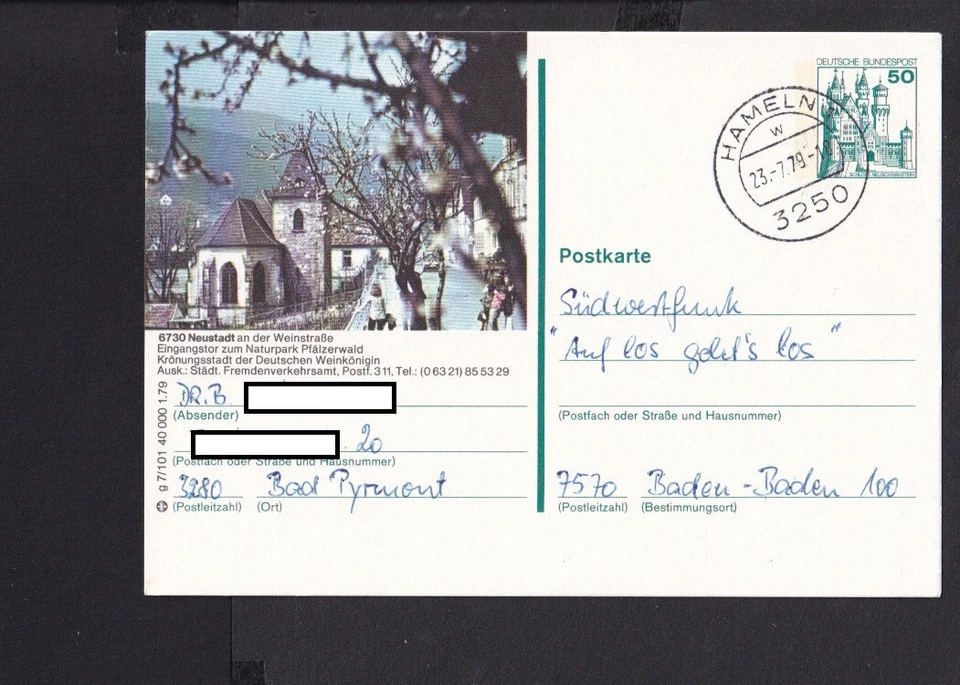 6730 Neustadt an der Weinstraße
Eingangstor zum Naturpark Pfälzerwald
Krönungsstadt der Deutschen Weinkönigin
Ausk.: Städt. Fremdenverkehrsamt, Postf. 311, Tel.: (0 63 21) 85 53 29
DR. B.
(Absender)
20
(Postfach oder Straße und Hausnummer)
3280 Bad Pyrmont
(Postleitzahl) (Ort)
g 7/101 40 000 1.79
DEUTSCHE BUNDESPOST
50
SCHLOSS NEUSCHWANSTEIN
HAMELN
w
23.-7.79.-
3250
Postkarte
Südwestfunk
"Auf los geht's los"
(Postfach oder Straße und Hausnummer)
7570 Baden-Baden 100
(Postleitzahl) (Bestimmungsort)